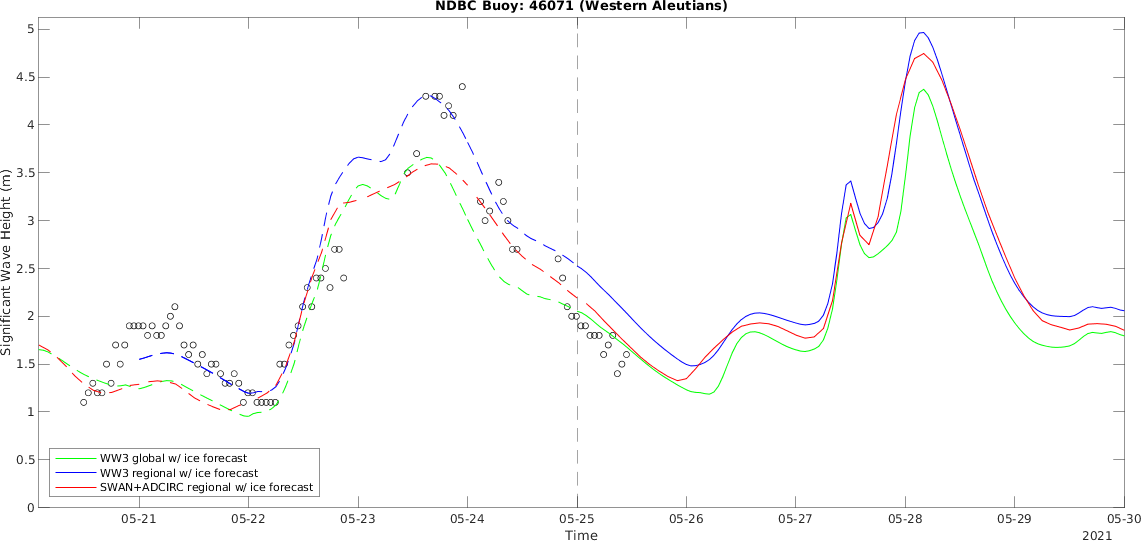 NDBC Buoy: 46071 (Western Aleutians)
5
4.5
4
3.5
3
2.5
2
1.5
1
0.5
0
Significant Wave Height (m)
WW3 global w/ ice forecast
WW3 regional w/ ice forecast
SWAN+ADCIRC regional w/ ice forecast
05-21 05-22 05-23 05-24 05-25 05-26 05-27 05-28 05-29 05-30
Time
2021